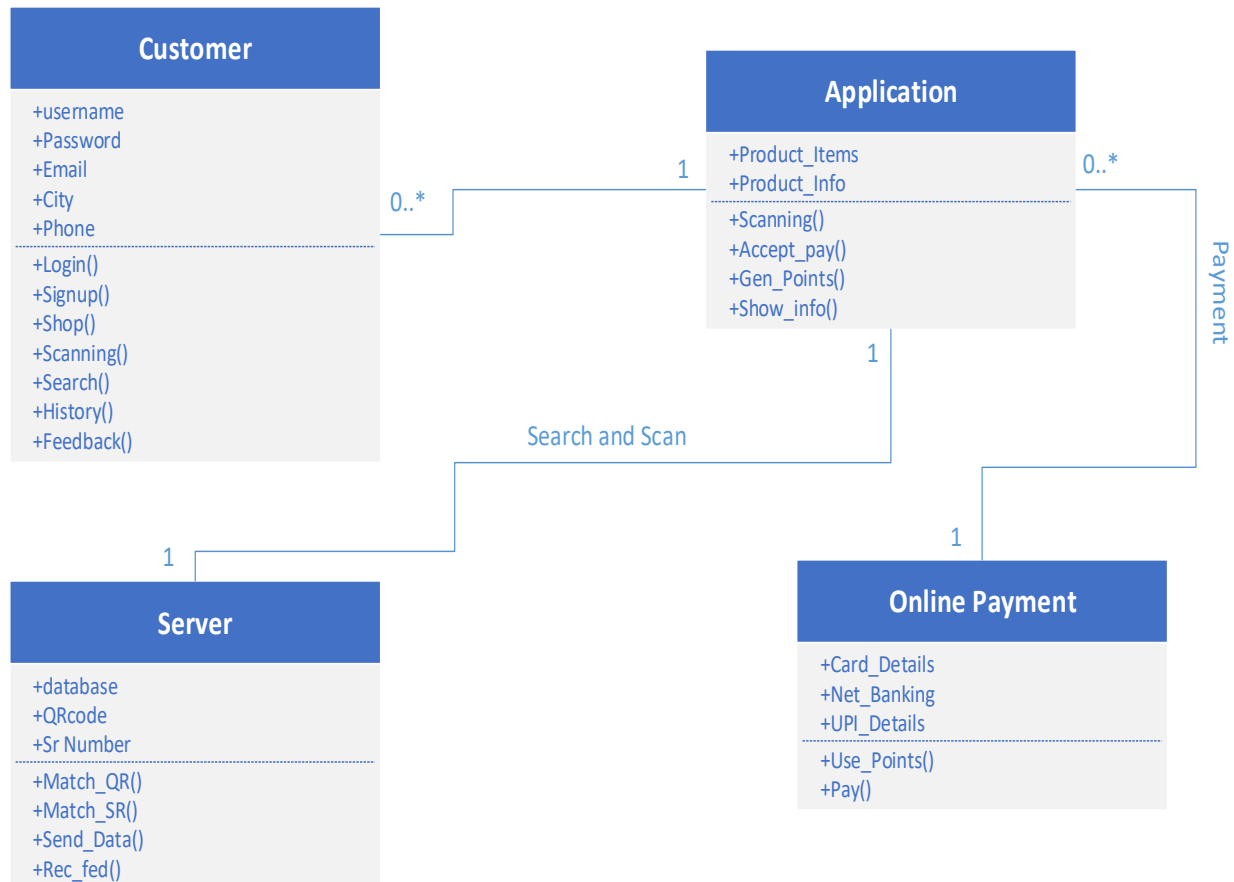 Customer
+username
+Password
+Email
+City
+Phone
+Login()
+Signup()
+Shop()
+Scanning()
+Search()
+History()
+Feedback()
0..*
1
Application
+Product_Items
+Product_Info
+Scanning()
+Accept_pay()
+Gen_Points()
+Show_info()
0..*
Payment
1
Search and Scan
1
1
Server
+database
+QRcode
+Sr Number
+Match_QR()
+Match_SR()
+Send_Data()
+Rec_fed()
Online Payment
+Card_Details
+Net_Banking
+UPI_Details
+Use_Points()
+Pay()